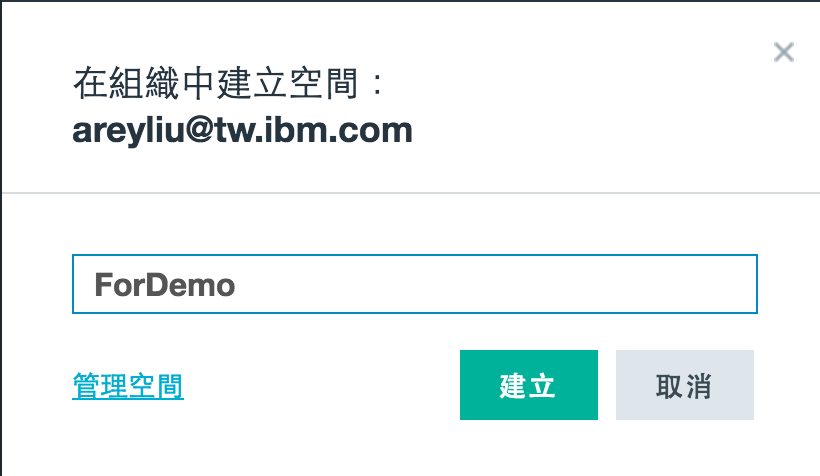 在組織中建立空間：
areyliu@tw.ibm.com
ForDemo
管理空間
建立
取消